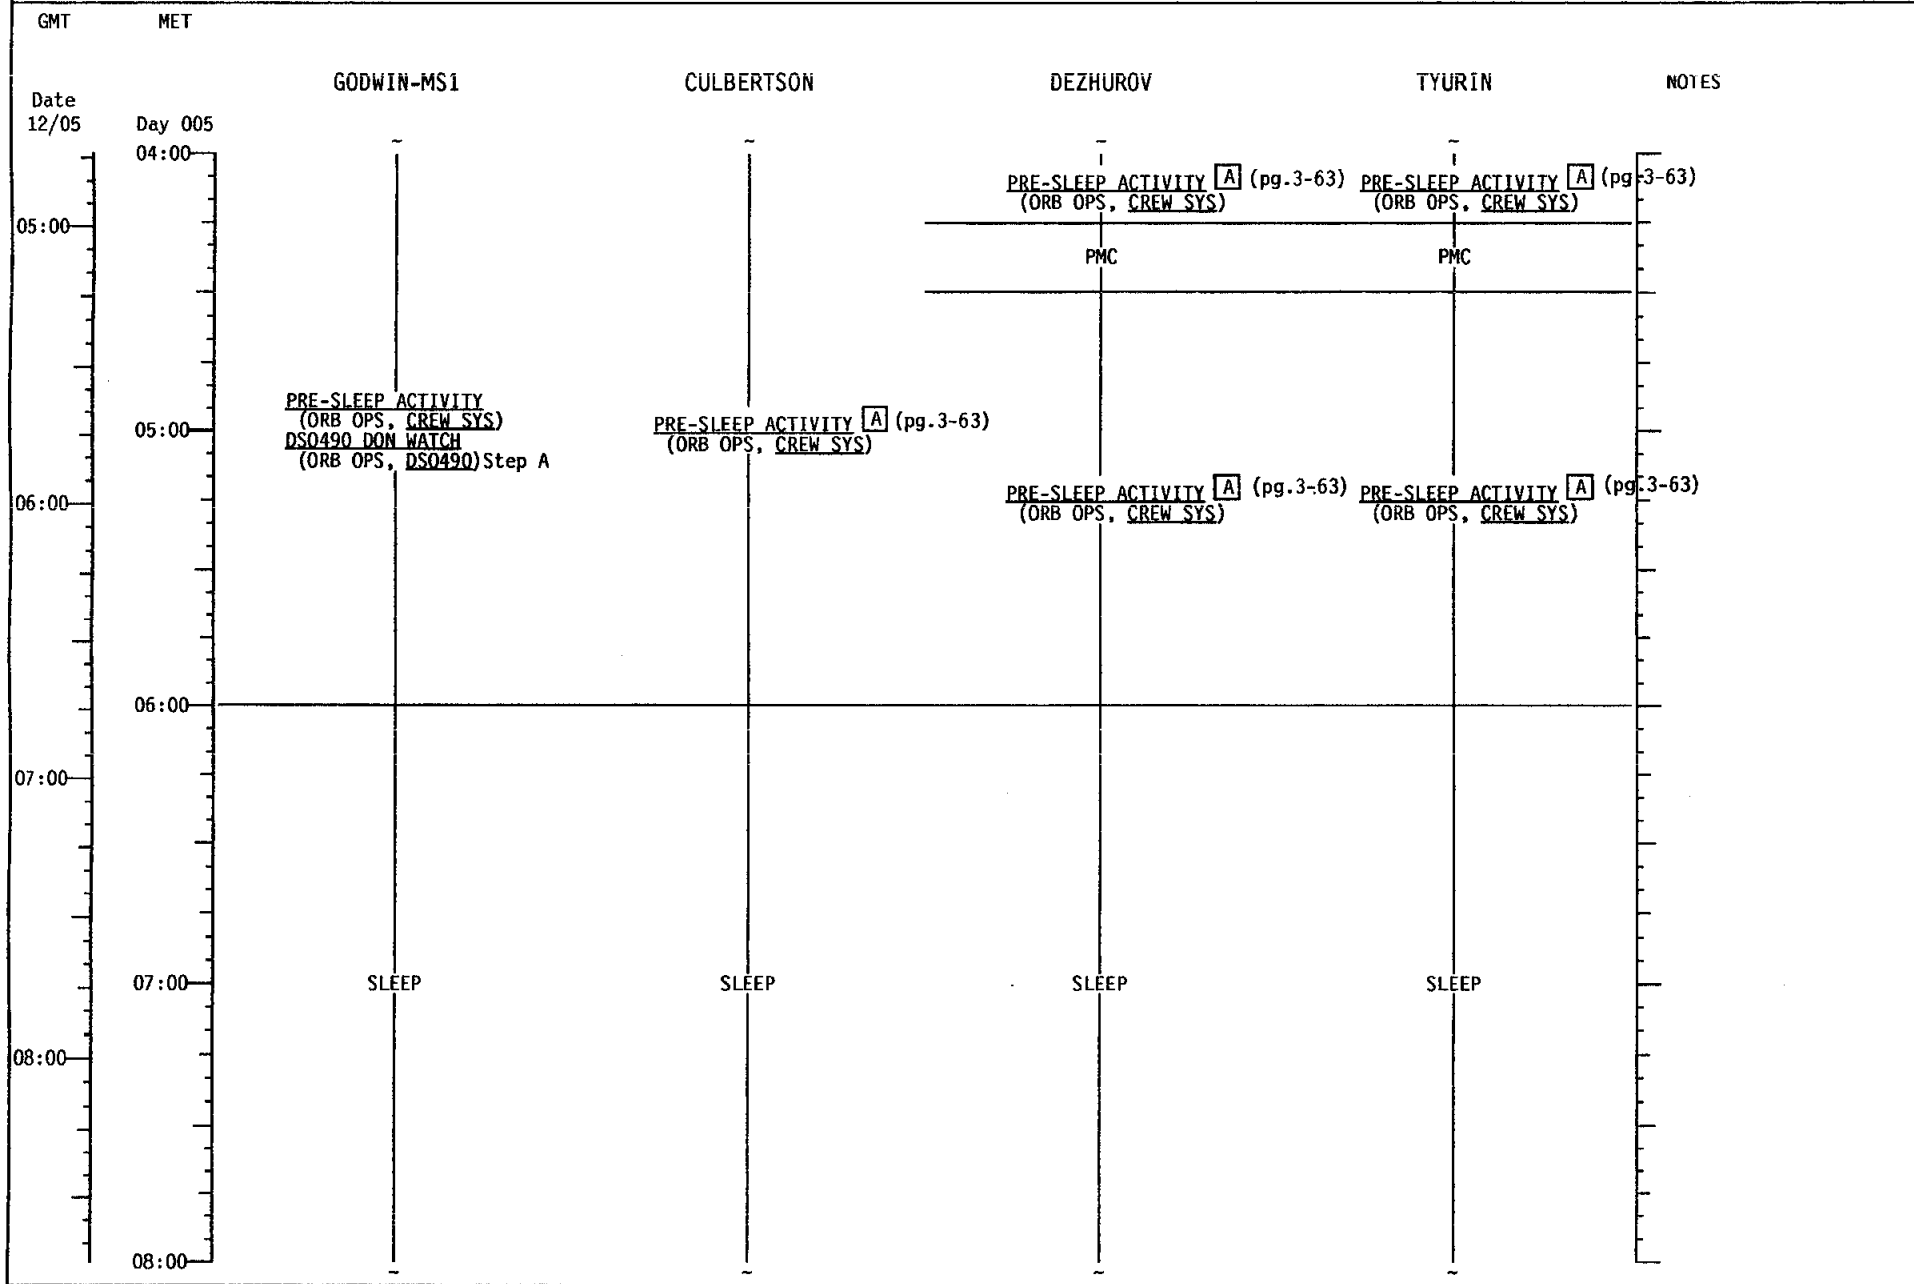 GMT MET
GODWIN-MS1 CULBERTSON DEZHUROV TYURIN NOTES
Date
12/05 Day 005
~ ~ ~ ~
04:00
PRE-SLEEP ACTIVITY A (pg.3-63) PRE-SLEEP ACTIVITY A (pg.3-63)
(ORB OPS, CREW SYS) (ORB OPS, CREW SYS)
05:00
PMC PMC
PRE-SLEEP ACTIVITY
(ORB OPS, CREW SYS) PRE-SLEEP ACTIVITY A (pg.3-63)
05:00 DSO490 DON WATCH (ORB OPS, CREW SYS)
(ORB OPS, DSO490)Step A
PRE-SLEEP ACTIVITY A (pg.3-63) PRE-SLEEP ACTIVITY A (pg.3-63)
06:00 (ORB OPS, CREW SYS) (ORB OPS, CREW SYS)
06:00
07:00
07:00 SLEEP SLEEP SLEEP SLEEP
08:00
08:00
~ ~ ~ ~